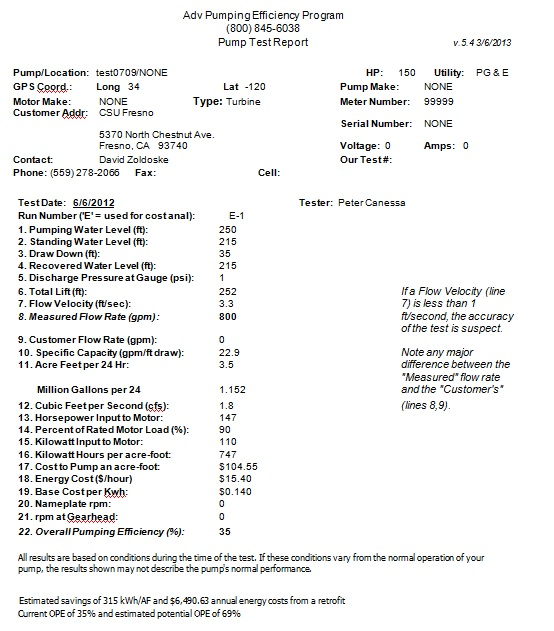 Adv Pumping Efficiency Program
(800) 845-6038
Pump Test Report v. 5.4 3/6/2013
Pump/Location: test0709/NONE HP: 150 Utility: PG & E
GPS Coord.: Long 34 Lat -120 Pump Make: NONE
Motor Make: NONE Type: Turbine Meter Number: 99999
Customer Addr: CSU Fresno
Serial Number: NONE
5370 North Chestnut Ave.
Fresno, CA 93740 Voltage: 0 Amps: 0
Contact: David Zoldoske Our Test#:
Phone: (559) 278-2066 Fax: Cell:
Test Date: 6/6/2012 Tester: Peter Canessa
Run Number ('E' = used for cost anal): E-1
1. Pumping Water Level (ft): 250
2. Standing Water Level (ft): 215
3. Draw Down (ft): 35
4. Recovered Water Level (ft): 215
5. Discharge Pressure at Gauge (psi): 1
6. Total Lift (ft): 252
7. Flow Velocity (ft/sec): 3.3
8. Measured Flow Rate (gpm): 800
If a Flow Velocity (line
7) is less than 1
ft/second, the accuracy
of the test is suspect.
9. Customer Flow Rate (gpm): 0
10. Specific Capacity (gpm/ft draw): 22.9
11. Acre Feet per 24 Hr: 3.5
Million Gallons per 24 1.152
Note any major
difference between the
"Measured" flow rate
and the "Customer's"
(lines 8,9).
12. Cubic Feet per Second (cfs): 1.8
13. Horsepower Input to Motor: 147
14. Percent of Rated Motor Load (%): 90
15. Kilowatt Input to Motor: 110
16. Kilowatt Hours per acre-foot: 747
17. Cost to Pump an acre-foot: $104.55
18. Energy Cost ($/hour) $15.40
19. Base Cost per Kwh: $0.140
20. Nameplate rpm: 0
21. rpm at Gearhead: 0
22. Overall Pumping Efficiency (%): 35
All results are based on conditions during the time of the test. If these conditions vary from the normal operation of your
pump, the results shown may not describe the pump's normal performance.
Estimated savings of 315 kWh/AF and $6,490.63 annual energy costs from a retrofit
Current OPE of 35% and estimated potential OPE of 69%